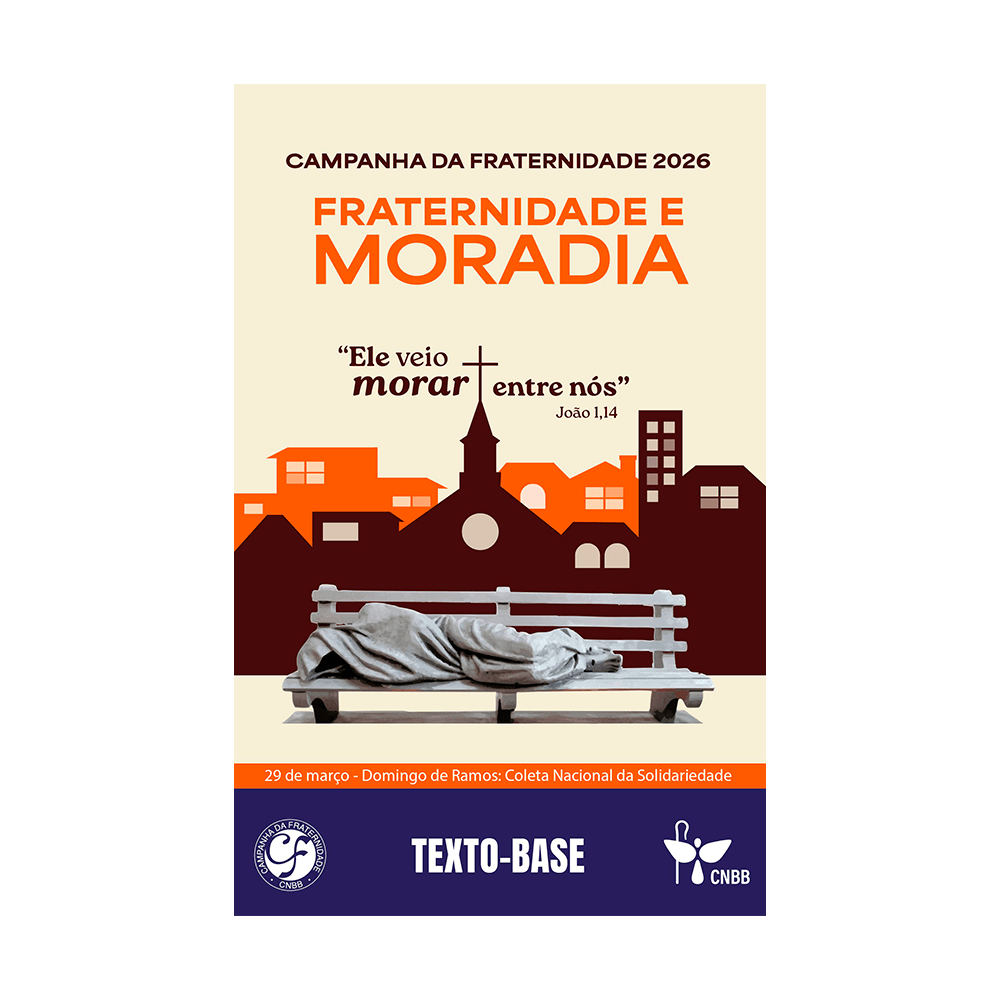 CAMPANHA DA FRATERNIDADE 2026
FRATERNIDADE E
MORADIA
“Ele veio
morar entre nós”
João 1,14
29 de março - Domingo de Ramos: Coleta Nacional da Solidariedade
CAMPANHA DA FRATERNIDADE
CF
• CNBB •
TEXTO-BASE
CNBB